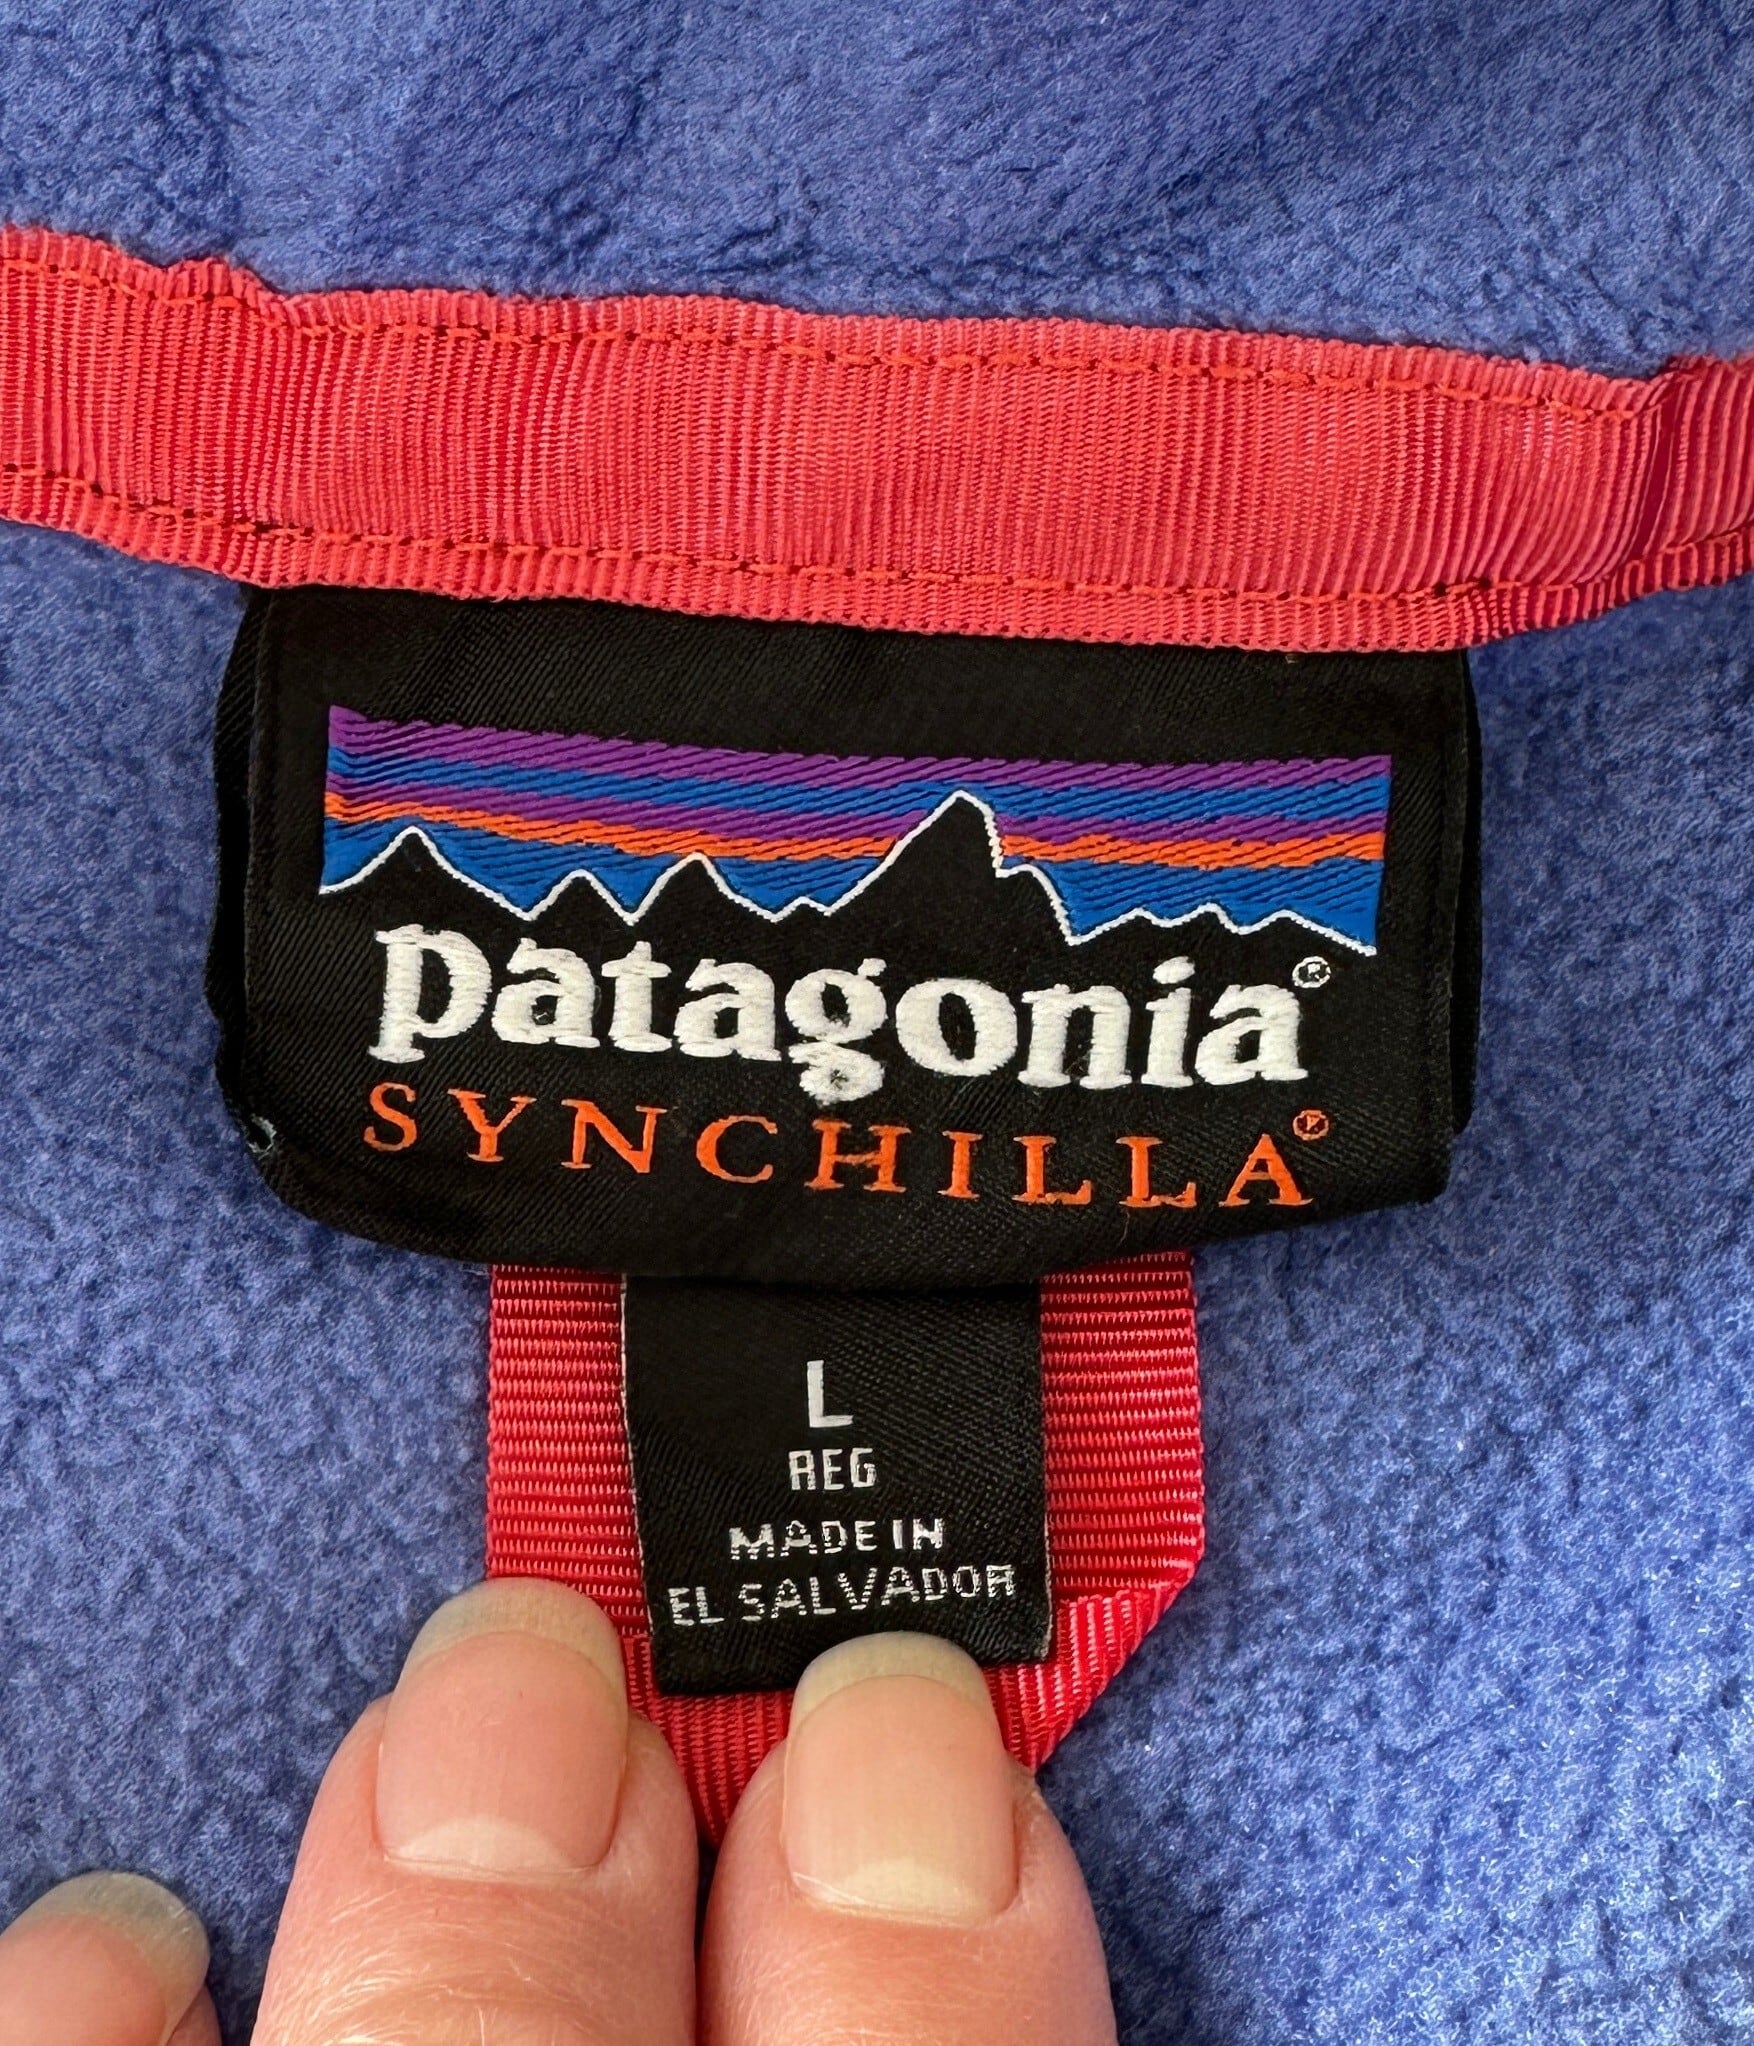 patagonia®
SYNCHILLA®
L
REG
MADE IN
EL SALVADOR